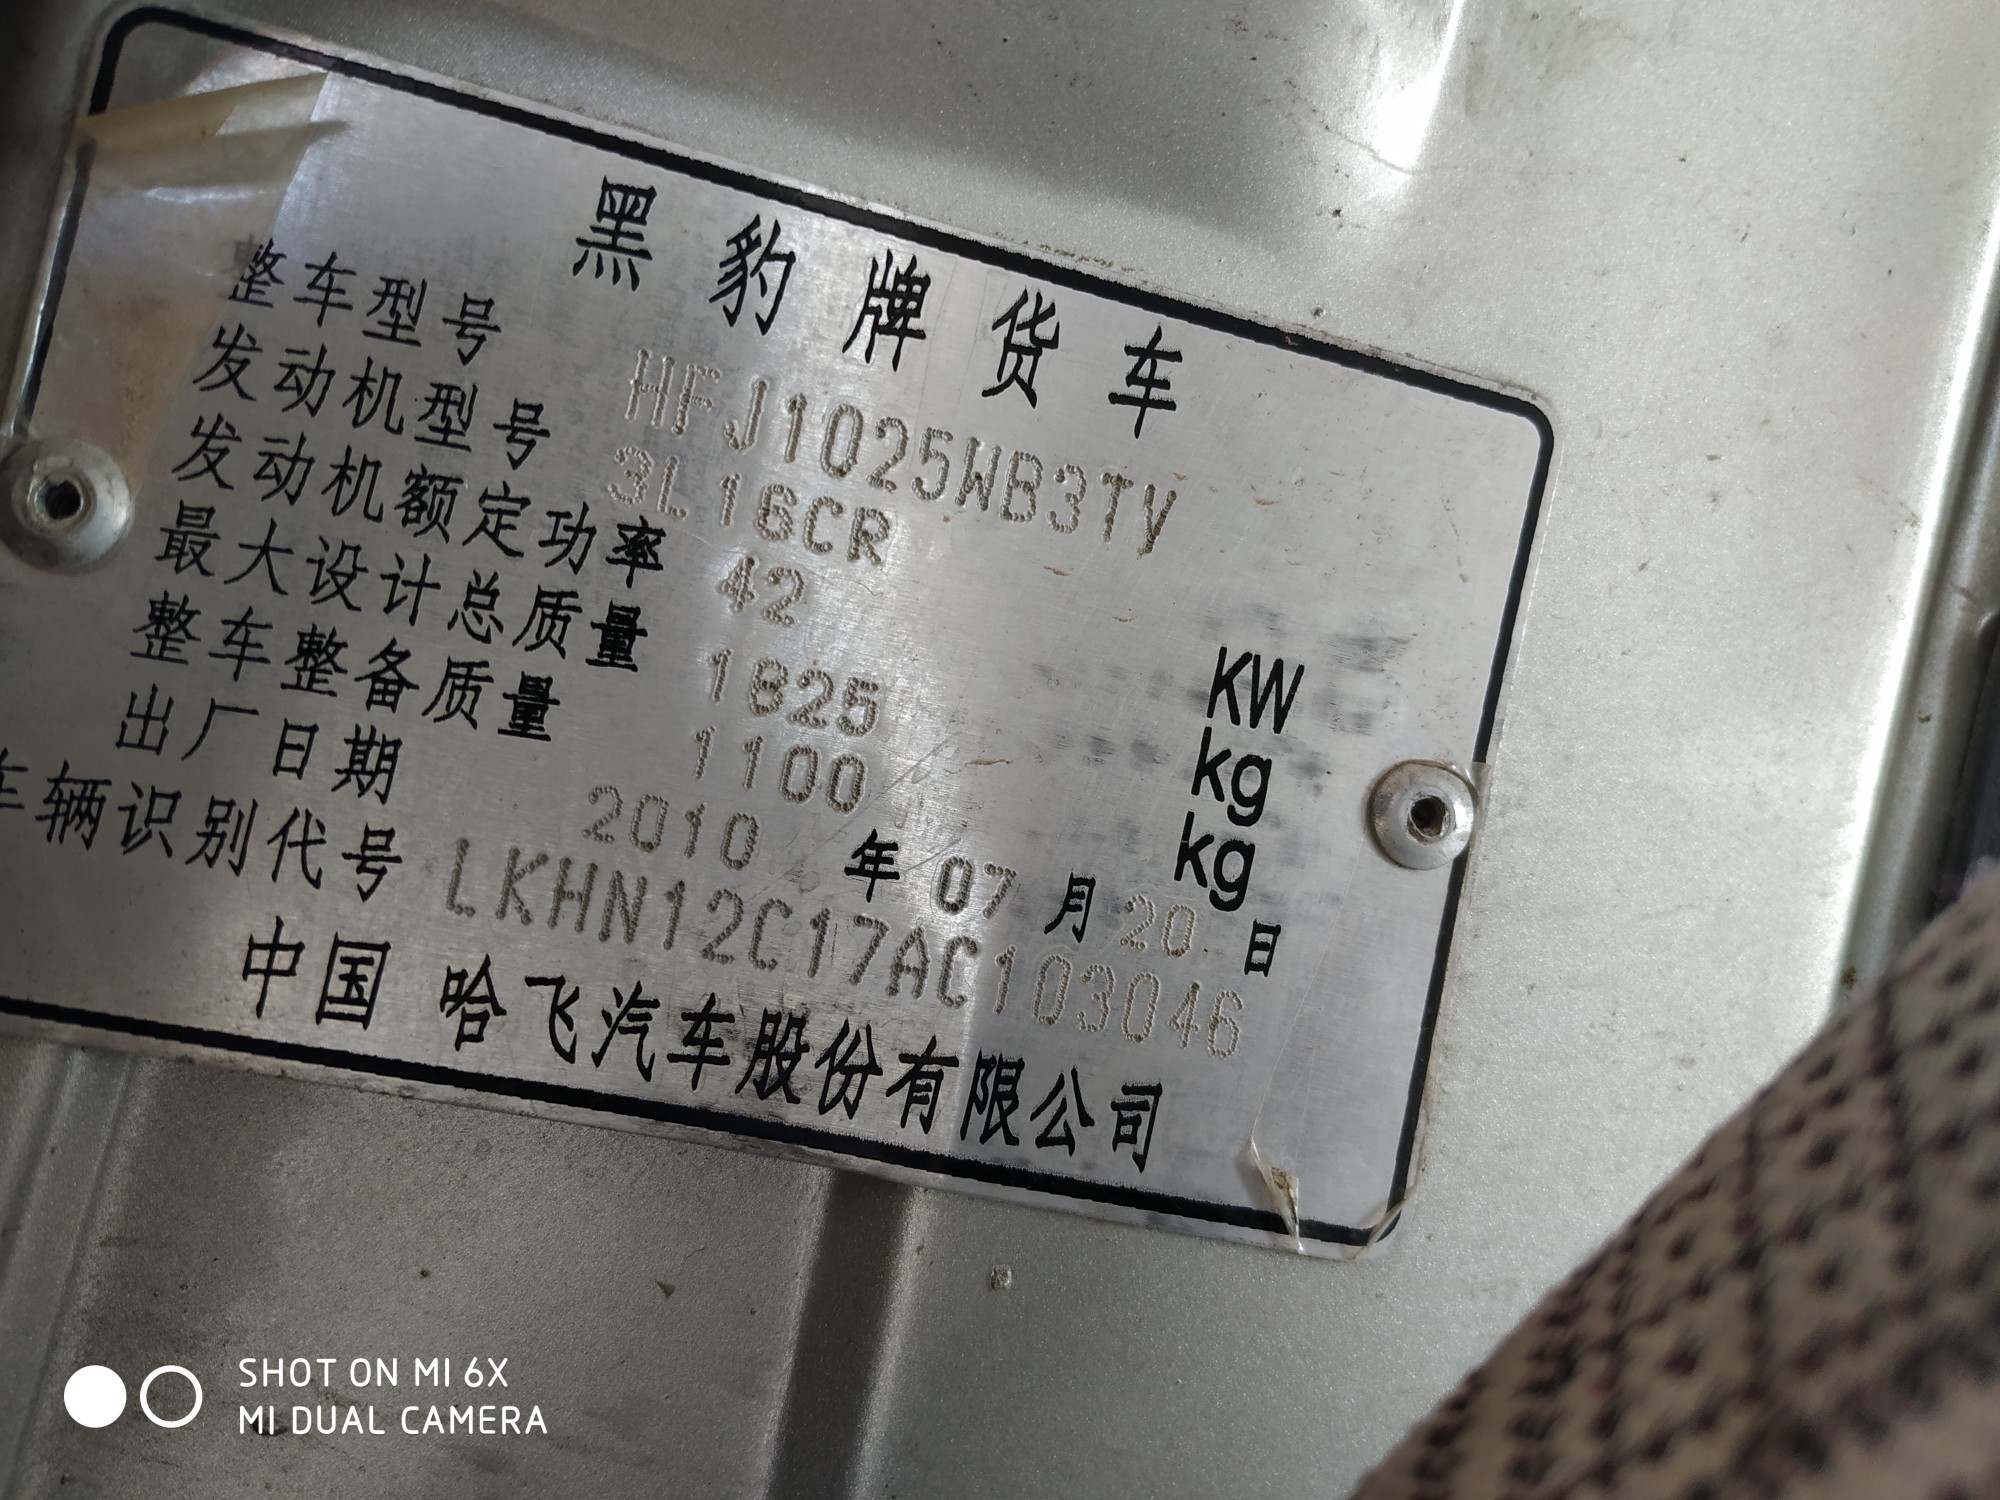 黑豹牌货车
整车型号 HFJ1025WB3TV
发动机型号 3L16CR
发动机额定功率 42 KW
最大设计总质量 1825 kg
整车整备质量 1100 kg
出厂日期 2010 年 07 月 20 日
车辆识别代号 LKHN12C17AC103046
中国 哈飞汽车股份有限公司
SHOT ON MI 6X
MI DUAL CAMERA